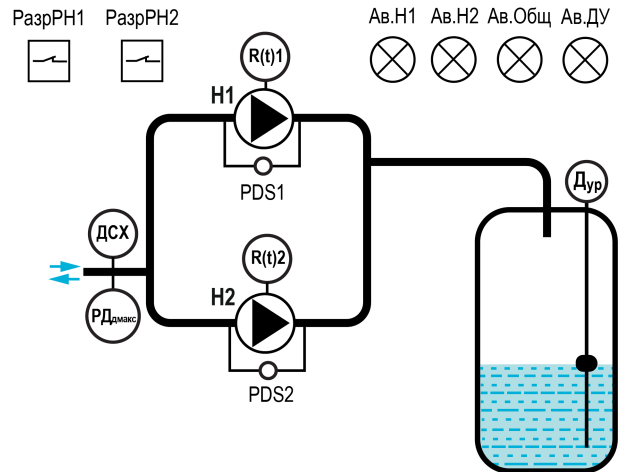 РазрРН1 РазрРН2 Ав.Н1 Ав.Н2 Ав.Общ Ав.ДУ
R(t)1
Н1
PDS1
Дур
ДСХ
R(t)2
Н2
РДдмакс
PDS2